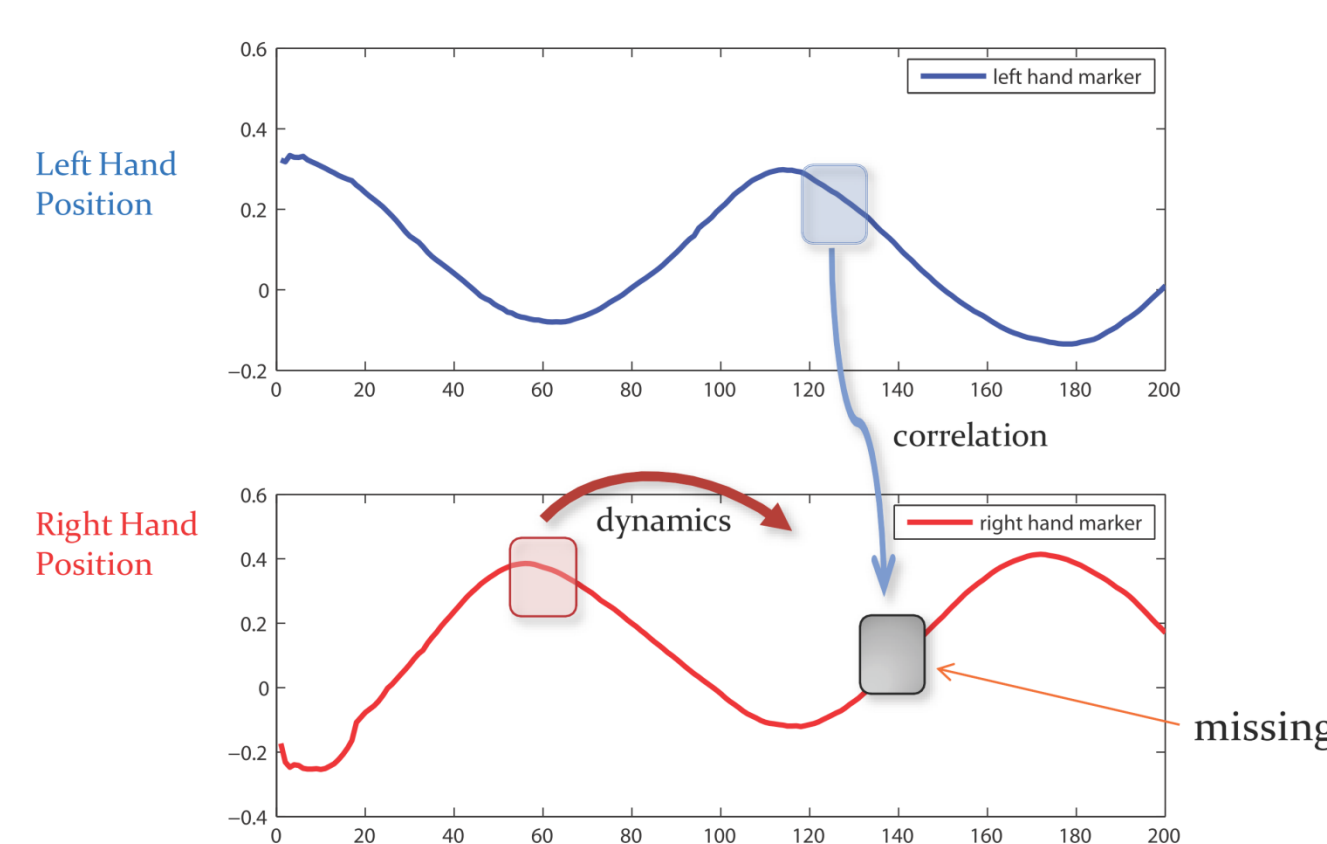 0.6
left hand marker
0.4
Left Hand
Position
0.2
0
−0.2
0 20 40 60 80 100 120 140 160 180 200
correlation
0.6
Right Hand
Position
dynamics
right hand marker
0.4
0.2
0
missing
−0.2
−0.4
0 20 40 60 80 100 120 140 160 180 200